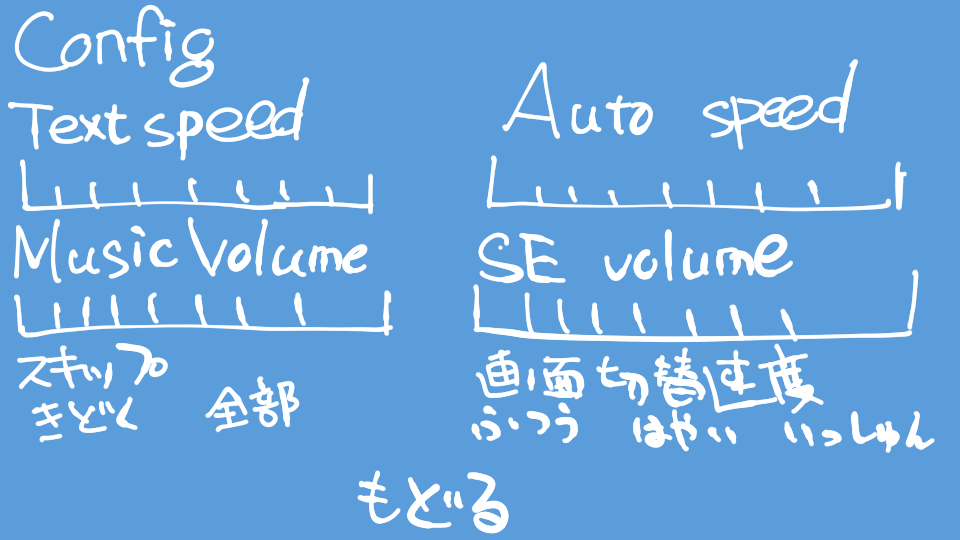 Config
Text speed
Auto speed
Music Volume
SE volume
スキップ
きどく 全部
画面切替速度
ふつう はやい いっしゅん
もどる